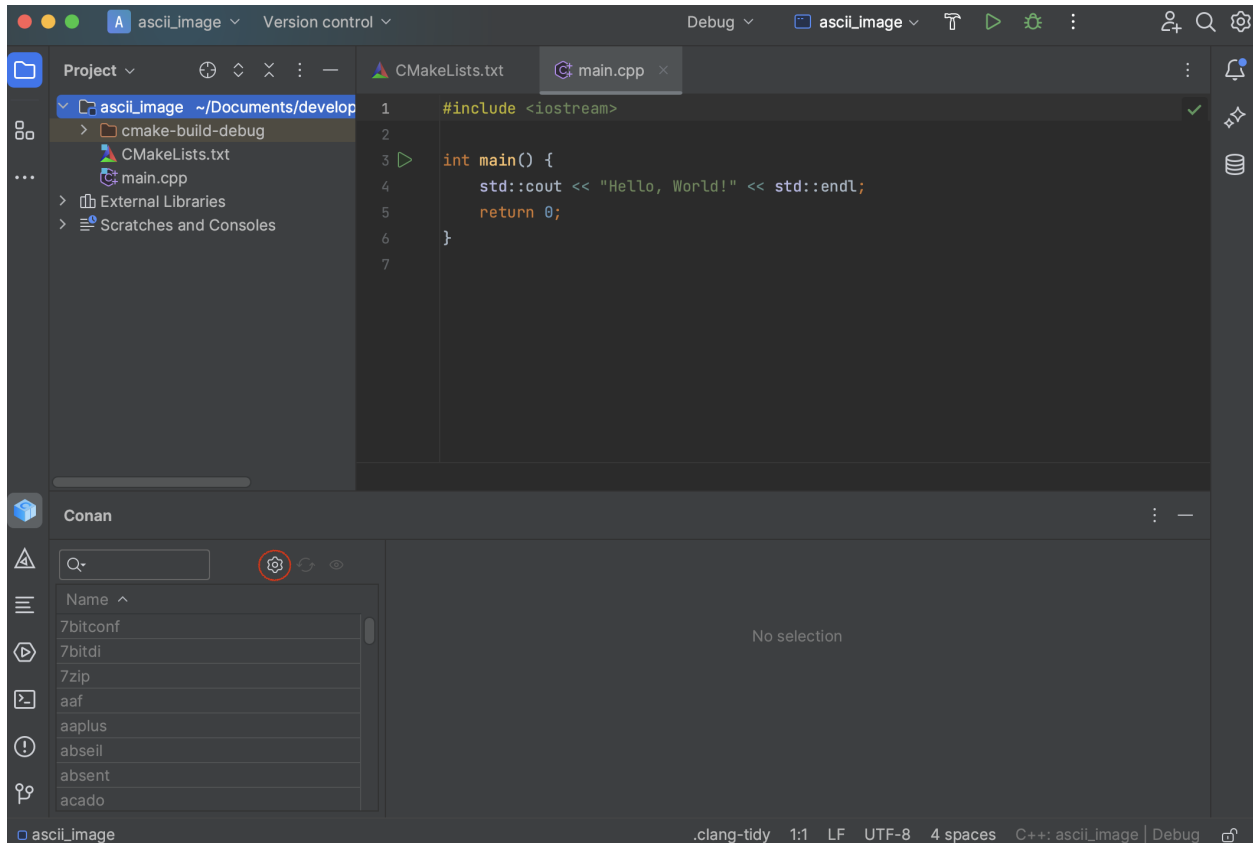 A ascii_image Version control Debug ascii_image
Project CMakeLists.txt main.cpp
ascii_image ~/Documents/develop
cmake-build-debug
CMakeLists.txt
main.cpp
External Libraries
Scratches and Consoles
1 #include <iostream>
2
3 int main() {
4 std::cout << "Hello, World!" << std::endl;
5 return 0;
6 }
7
Conan
Name
7bitconf
7bitdi
7zip
aaf
aaplus
abseil
absent
acado
No selection
ascii_image .clang-tidy 1:1 LF UTF-8 4 spaces C++: ascii_image | Debug